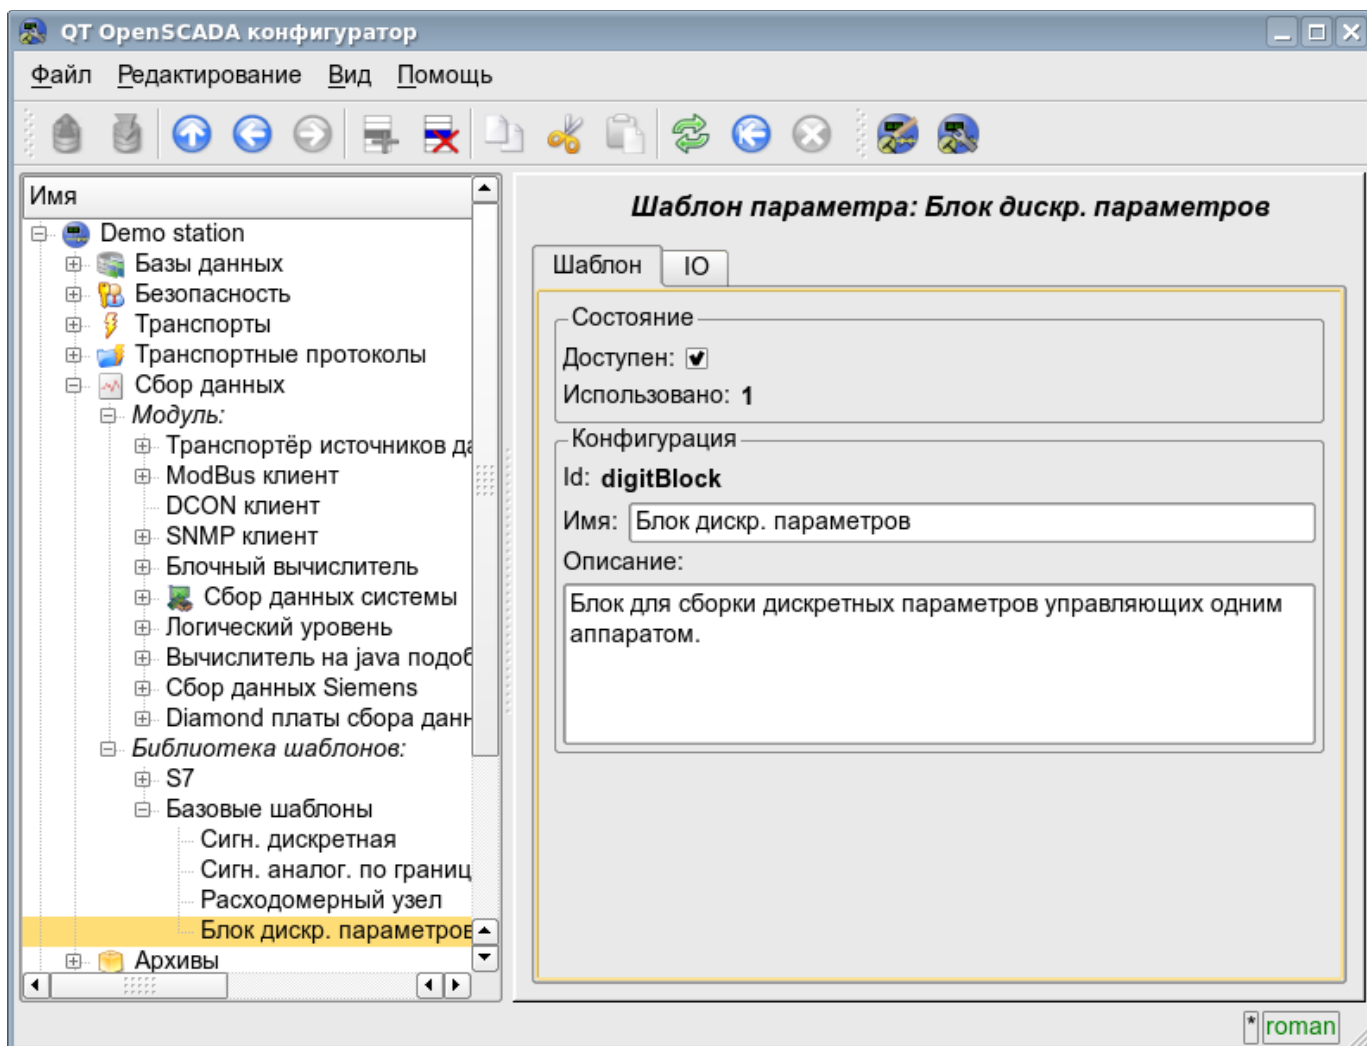 QT OpenSCADA конфигуратор
Файл Редактирование Вид Помощь
Имя
Demo station
Базы данных
Безопасность
Транспорты
Транспортные протоколы
Сбор данных
Модуль:
Транспортёр источников да
ModBus клиент
DCON клиент
SNMP клиент
Блочный вычислитель
Сбор данных системы
Логический уровень
Вычислитель на java подоб
Сбор данных Siemens
Diamond платы сбора данн
Библиотека шаблонов:
S7
Базовые шаблоны
Сигн. дискретная
Сигн. аналог. по границ
Расходомерный узел
Блок дискр. параметров
Архивы
Шаблон параметра: Блок дискр. параметров
Шаблон IO
Состояние
Доступен:
Использовано: 1
Конфигурация
Id: digitBlock
Имя: Блок дискр. параметров
Описание:
Блок для сборки дискретных параметров управляющих одним
аппаратом.
* roman